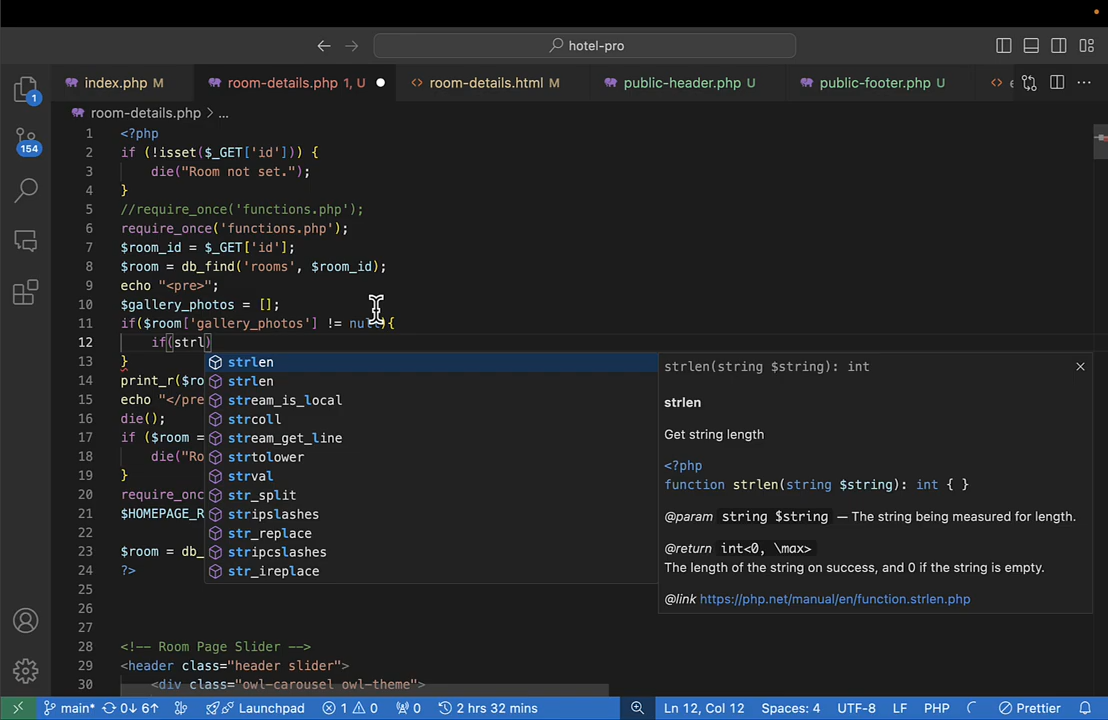 hotel-pro
index.php M
room-details.php 1, U
room-details.html M
public-header.php U
public-footer.php U
1
154
room-details.php > ...
1 <?php
2 if (!isset($_GET['id'])) {
3 die("Room not set.");
4 }
5 //require_once('functions.php');
6 require_once('functions.php');
7 $room_id = $_GET['id'];
8 $room = db_find('rooms', $room_id);
9 echo "<pre>";
10 $gallery_photos = [];
11 if($room['gallery_photos'] != null){
12 if(strl)
13 }
14 print_r($ro
15 echo "</pre
16 die();
17 if ($room =
18 die("Ro
19 }
20 require_onc
21 $HOMEPAGE_R
22
23 $room = db_
24 ?>
25
26
27
28 <!-- Room Page Slider -->
29 <header class="header slider">
30 <div class="owl-carousel owl-theme">
strlen
strlen
stream_is_local
strcoll
stream_get_line
strtolower
strval
str_split
stripslashes
str_replace
stripcslashes
str_ireplace
strlen(string $string): int
strlen
Get string length
<?php
function strlen(string $string): int { }
@param string $string — The string being measured for length.
@return int<0, \max>
The length of the string on success, and 0 if the string is empty.
@link https://php.net/manual/en/function.strlen.php
main* 0↓ 6↑ Launchpad 1 0 0 2 hrs 32 mins Ln 12, Col 12 Spaces: 4 UTF-8 LF PHP Prettier